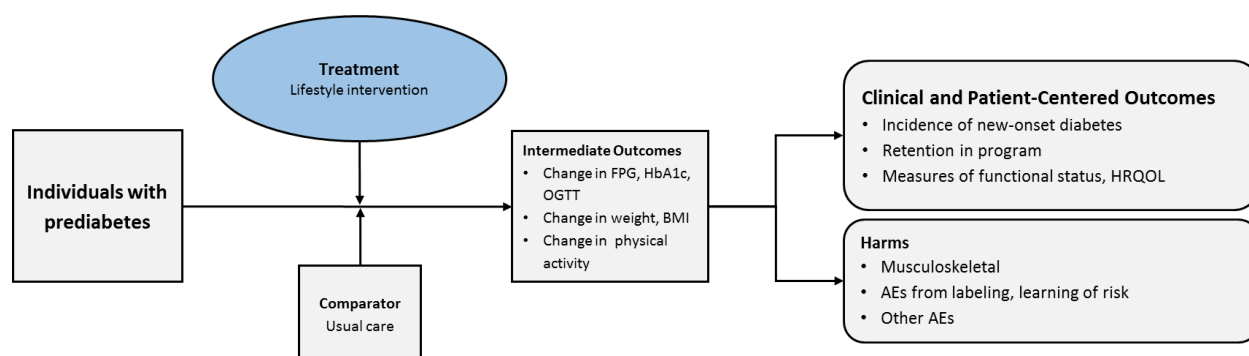 Treatment
Lifestyle intervention
Individuals with
prediabetes
Comparator
Usual care
Intermediate Outcomes
• Change in FPG, HbA1c,
OGTT
• Change in weight, BMI
• Change in physical
activity
Clinical and Patient-Centered Outcomes
• Incidence of new-onset diabetes
• Retention in program
• Measures of functional status, HRQOL
Harms
• Musculoskeletal
• AEs from labeling, learning of risk
• Other AEs